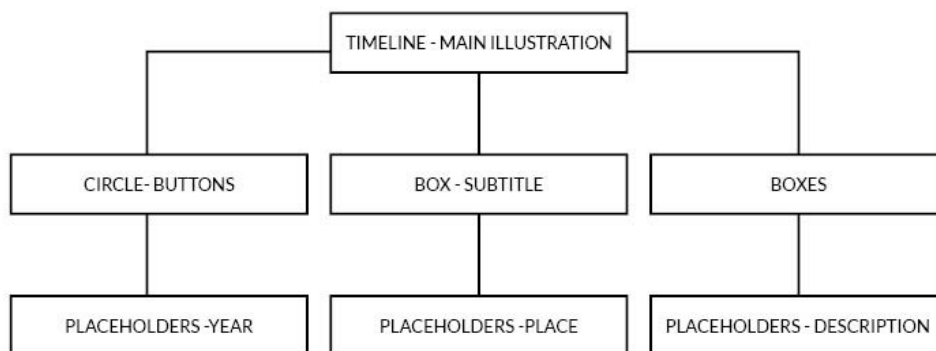 TIMELINE - MAIN ILLUSTRATION
CIRCLE- BUTTONS
BOX - SUBTITLE
BOXES
PLACEHOLDERS -YEAR
PLACEHOLDERS -PLACE
PLACEHOLDERS - DESCRIPTION